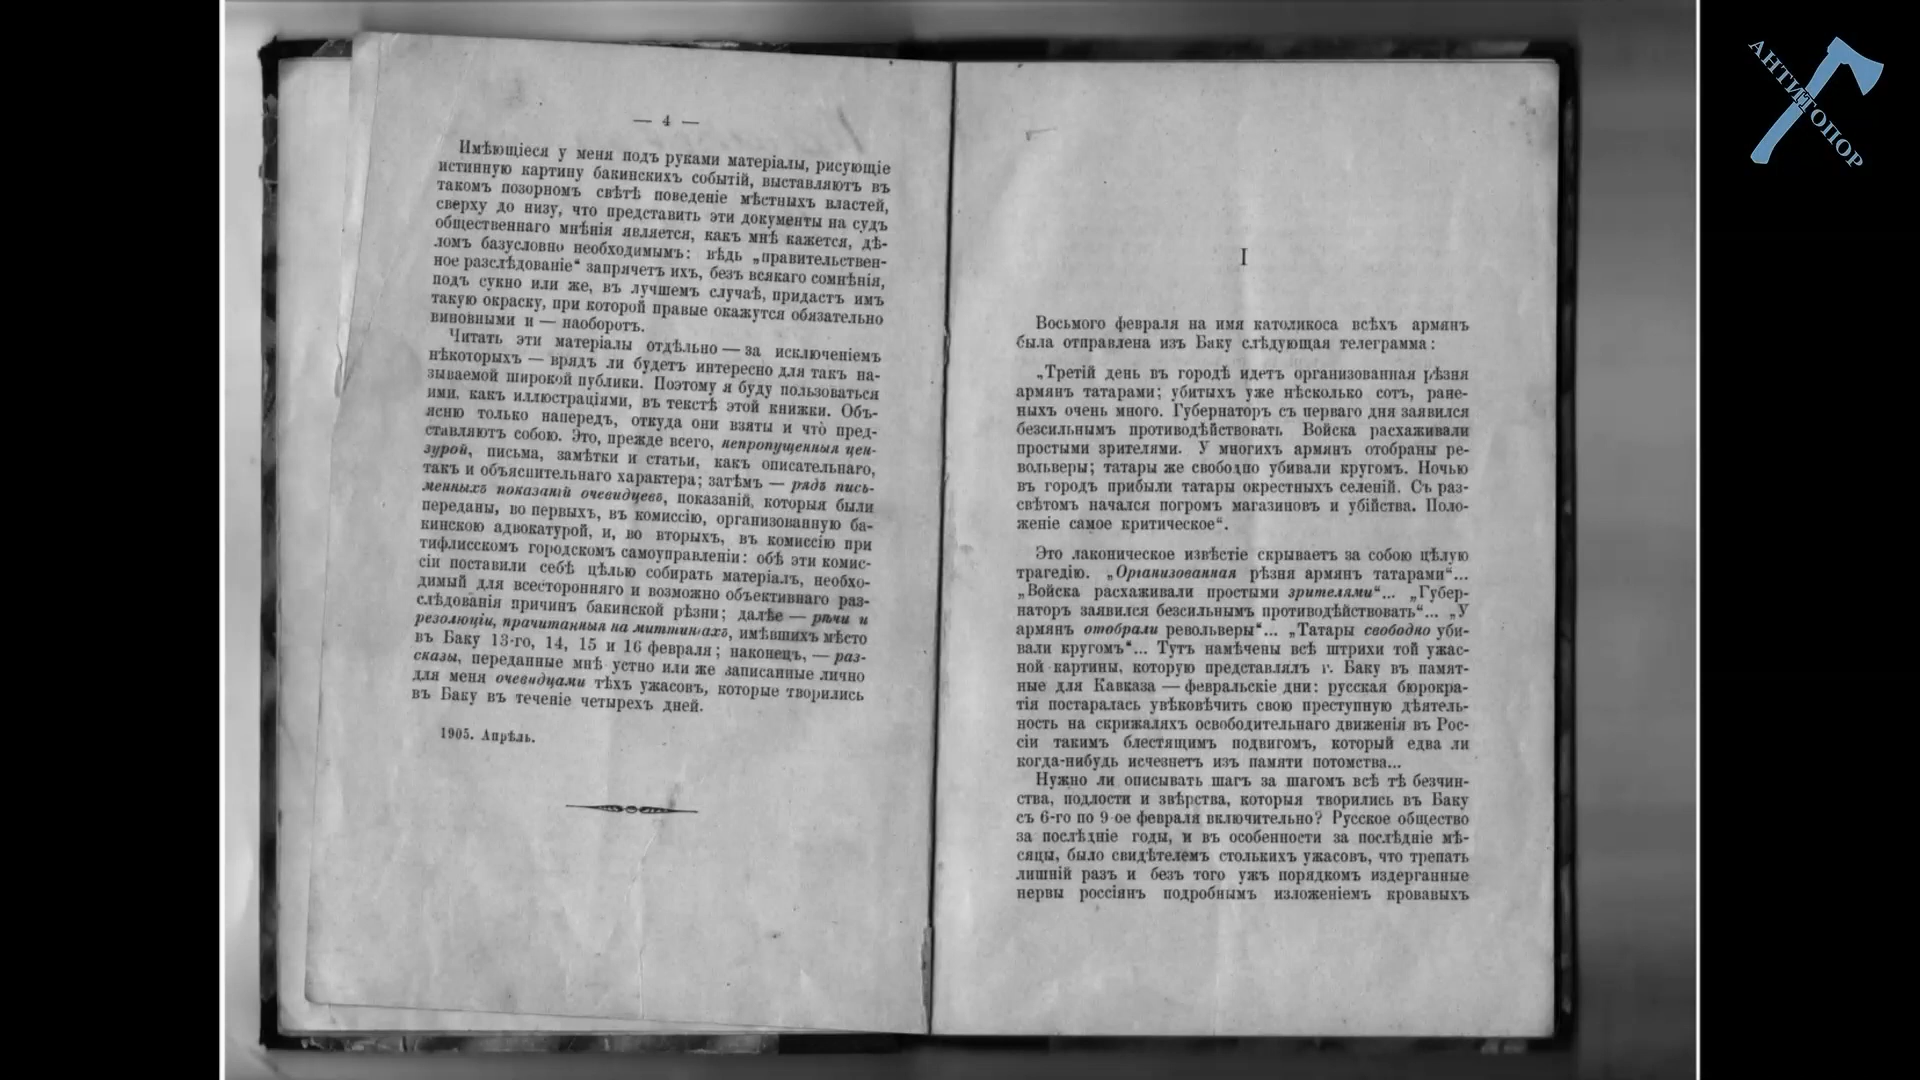 — 4 —
Имѣющіеся у меня подъ руками матеріалы, рисующіе
истинную картину бакинскихъ событій, выставляютъ въ
такомъ позорномъ свѣтѣ поведеніе мѣстныхъ властей,
сверху до низу, что представить эти документы на судъ
общественнаго мнѣнія является, какъ мнѣ кажется, дѣ-
ломъ базусловно необходимымъ: вѣдь „правительствен-
ное разслѣдованіе“ запрячетъ ихъ, безъ всякаго сомнѣнія,
подъ сукно или же, въ лучшемъ случаѣ, придастъ имъ
такую окраску, при которой правые окажутся обязательно
виновными и — наоборотъ.
Читать эти матеріалы отдѣльно — за исключеніемъ
нѣкоторыхъ — врядъ ли будетъ интересно для такъ на-
зываемой широкой публики. Поэтому я буду пользоваться
ими, какъ иллюстраціями, въ текстѣ этой книжки. Объ-
ясню только напередъ, откуда они взяты и что̀ пред-
ставляютъ собою. Это, прежде всего, непропущенныя цен-
зурой, письма, замѣтки и статьи, какъ описательнаго,
такъ и объяснительнаго характера; затѣмъ — рядъ пись-
менныхъ показаній очевидцевъ, показаній, которыя были
переданы, во первыхъ, въ комиссію, организованную ба-
кинскою адвокатурой, и, во вторыхъ, въ комиссію при
тифлисскомъ городскомъ самоуправленіи: обѣ эти комис-
сіи поставили себѣ цѣлью собирать матеріалъ, необхо-
димый для всесторонняго и возможно объективнаго раз-
слѣдованія причинъ бакинской рѣзни; далѣе — рѣчи и
резолюціи, прочитанныя на миттингахъ, имѣвшихъ мѣсто
въ Баку 13-го, 14, 15 и 16 февраля; наконецъ, — раз-
сказы, переданные мнѣ устно или же записанные лично
для меня очевидцами тѣхъ ужасовъ, которые творились
въ Баку въ теченіе четырехъ дней.
1905. Апрѣль.
I
Восьмого февраля на имя католикоса всѣхъ армянъ
была отправлена изъ Баку слѣдующая телеграмма:
„Третій день въ городѣ идетъ организованная рѣзня
армянъ татарами; убитыхъ уже нѣсколько сотъ, ране-
ныхъ очень много. Губернаторъ съ перваго дня заявился
безсильнымъ противодѣйствовать Войска расхаживали
простыми зрителями. У многихъ армянъ отобраны ре-
вольверы; татары же свободно убивали кругомъ. Ночью
въ городъ прибыли татары окрестныхъ селеній. Съ раз-
свѣтомъ начался погромъ магазиновъ и убійства. Поло-
женіе самое критическое“.
Это лаконическое извѣстіе скрываетъ за собою цѣлую
трагедію. „Организованная рѣзня армянъ татарами“...
„Войска расхаживали простыми зрителями“... „Губер-
наторъ заявился безсильнымъ противодѣйствовать“... „У
армянъ отобрали револьверы“... „Татары свободно уби-
вали кругомъ“... Тутъ намѣчены всѣ штрихи той ужас-
ной картины, которую представлялъ г. Баку въ памят-
ные для Кавказа — февральскіе дни: русская бюрокра-
тія постаралась увѣковѣчить свою преступную дѣятель-
ность на скрижаляхъ освободительнаго движенія въ Рос-
сіи такимъ блестящимъ подвигомъ, который едва ли
когда-нибудь исчезнетъ изъ памяти потомства...
Нужно ли описывать шагъ за шагомъ всѣ тѣ безчин-
ства, подлости и звѣрства, которыя творились въ Баку
съ 6-го по 9 ое февраля включительно? Русское общество
за послѣдніе годы, и въ особенности за послѣдніе мѣ-
сяцы, было свидѣтелемъ столькихъ ужасовъ, что трепать
лишній разъ и безъ того ужъ порядкомъ издерганные
нервы россіянъ подробнымъ изложеніемъ кровавыхъ
АНТИТОПОР